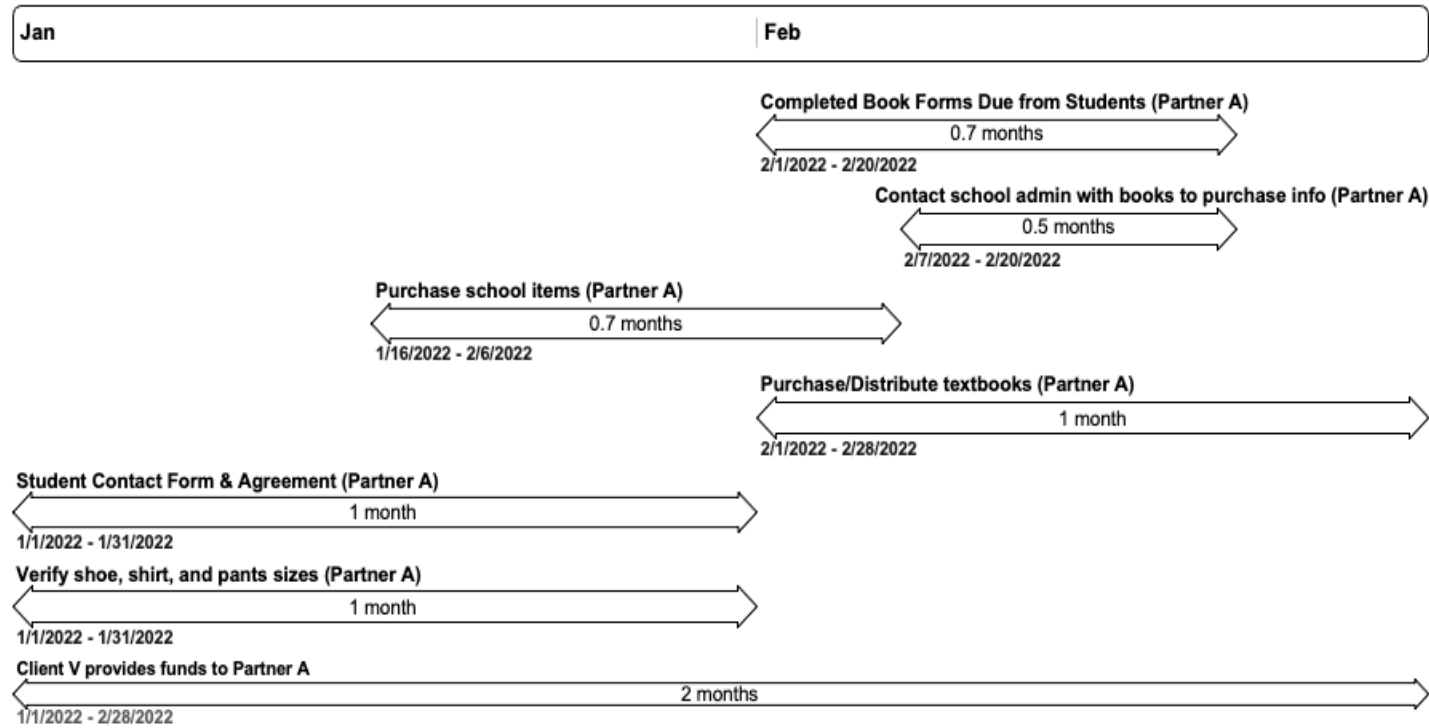 Jan
Feb
Completed Book Forms Due from Students (Partner A)
0.7 months
2/1/2022 - 2/20/2022
Contact school admin with books to purchase info (Partner A)
0.5 months
2/7/2022 - 2/20/2022
Purchase school items (Partner A)
0.7 months
1/16/2022 - 2/6/2022
Purchase/Distribute textbooks (Partner A)
1 month
2/1/2022 - 2/28/2022
Student Contact Form & Agreement (Partner A)
1 month
1/1/2022 - 1/31/2022
Verify shoe, shirt, and pants sizes (Partner A)
1 month
1/1/2022 - 1/31/2022
Client V provides funds to Partner A
2 months
1/1/2022 - 2/28/2022